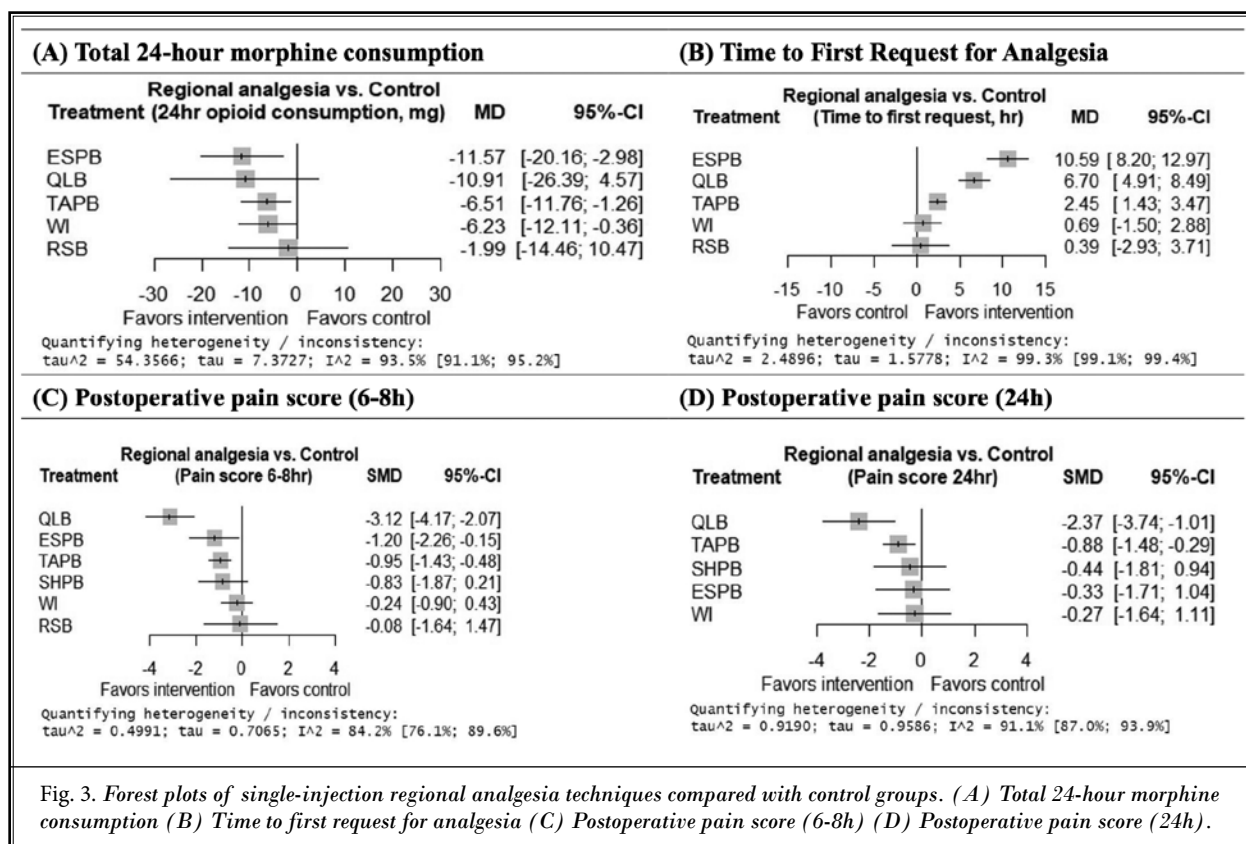 (A) Total 24-hour morphine consumption
Regional analgesia vs. Control
Treatment (24hr opioid consumption, mg) MD 95%-CI
ESPB -11.57 [-20.16; -2.98]
QLB -10.91 [-26.39; 4.57]
TAPB -6.51 [-11.76; -1.26]
WI -6.23 [-12.11; -0.36]
RSB -1.99 [-14.46; 10.47]
-30 -20 -10 0 10 20 30
Favors intervention Favors control
Quantifying heterogeneity / inconsistency:
tau^2 = 54.3566; tau = 7.3727; I^2 = 93.5% [91.1%; 95.2%]
(B) Time to First Request for Analgesia
Regional analgesia vs. Control
Treatment (Time to first request, hr) MD 95%-CI
ESPB 10.59 [ 8.20; 12.97]
QLB 6.70 [ 4.91; 8.49]
TAPB 2.45 [ 1.43; 3.47]
WI 0.69 [-1.50; 2.88]
RSB 0.39 [-2.93; 3.71]
-15 -10 -5 0 5 10 15
Favors control Favors intervention
Quantifying heterogeneity / inconsistency:
tau^2 = 2.4896; tau = 1.5778; I^2 = 99.3% [99.1%; 99.4%]
(C) Postoperative pain score (6-8h)
Regional analgesia vs. Control
Treatment (Pain score 6-8hr) SMD 95%-CI
QLB -3.12 [-4.17; -2.07]
ESPB -1.20 [-2.26; -0.15]
TAPB -0.95 [-1.43; -0.48]
SHPB -0.83 [-1.87; 0.21]
WI -0.24 [-0.90; 0.43]
RSB -0.08 [-1.64; 1.47]
-4 -2 0 2 4
Favors intervention Favors control
Quantifying heterogeneity / inconsistency:
tau^2 = 0.4991; tau = 0.7065; I^2 = 84.2% [76.1%; 89.6%]
(D) Postoperative pain score (24h)
Regional analgesia vs. Control
Treatment (Pain score 24hr) SMD 95%-CI
QLB -2.37 [-3.74; -1.01]
TAPB -0.88 [-1.48; -0.29]
SHPB -0.44 [-1.81; 0.94]
ESPB -0.33 [-1.71; 1.04]
WI -0.27 [-1.64; 1.11]
-4 -2 0 2 4
Favors intervention Favors control
Quantifying heterogeneity / inconsistency:
tau^2 = 0.9190; tau = 0.9586; I^2 = 91.1% [87.0%; 93.9%]
Fig. 3. Forest plots of single-injection regional analgesia techniques compared with control groups. (A) Total 24-hour morphine
consumption (B) Time to first request for analgesia (C) Postoperative pain score (6-8h) (D) Postoperative pain score (24h).